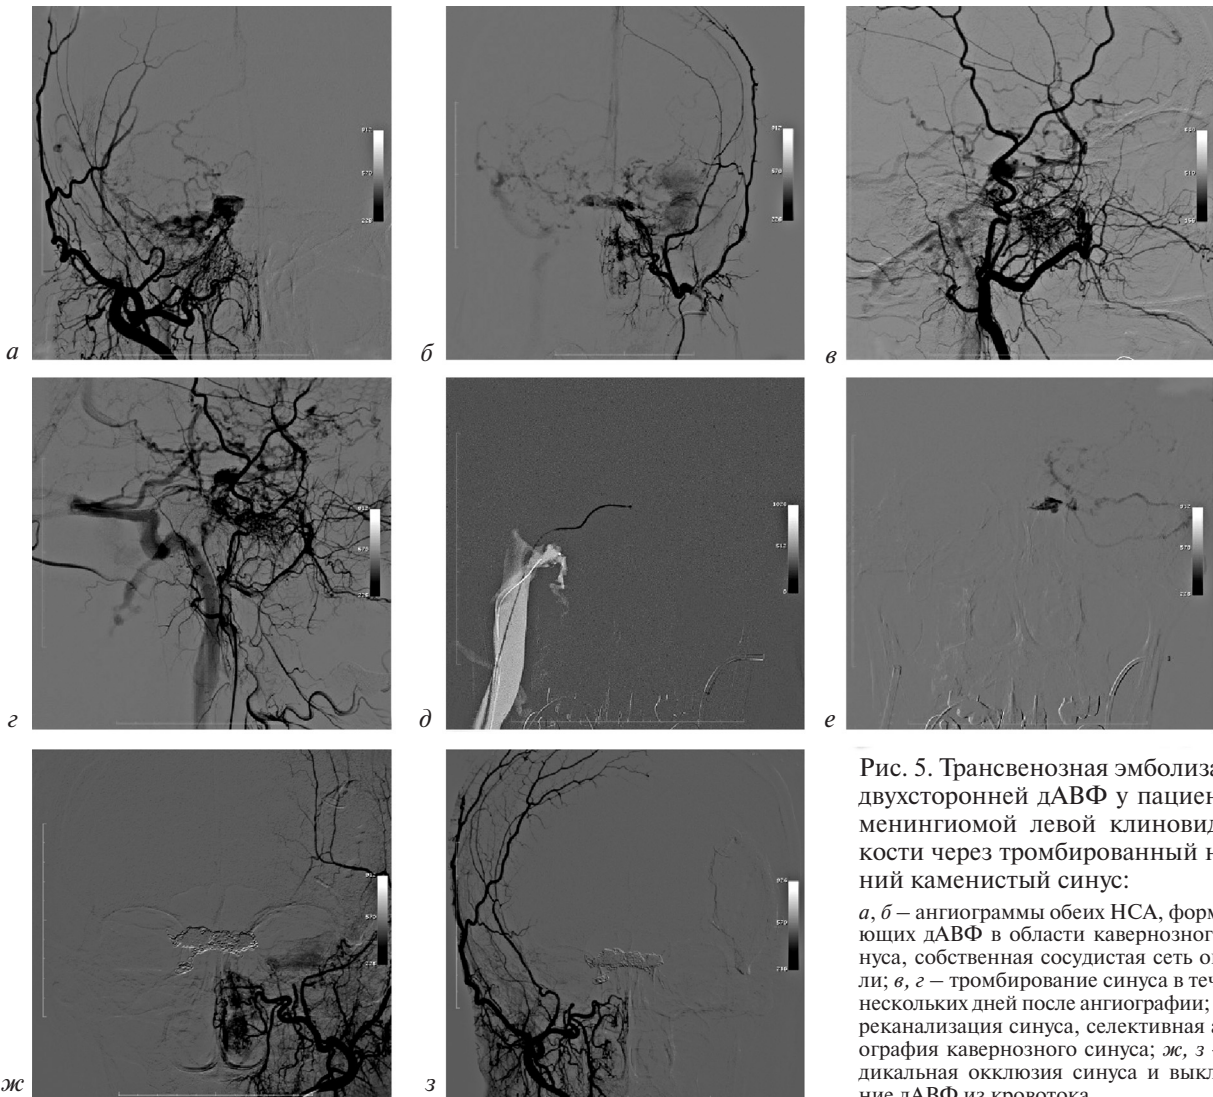 а
б
в
г
д
е
ж
з
Рис. 5. Трансвенозная эмболиза
двухсторонней дАВФ у пациен
менингиомой левой клиновид
кости через тромбированный н
ний каменистый синус:
а, б – ангиограммы обеих НСА, форм
ющих дАВФ в области кавернозног
нуса, собственная сосудистая сеть оп
ли; в, г – тромбирование синуса в теч
нескольких дней после ангиографии;
реканализация синуса, селективная а
ография кавернозного синуса; ж, з –
дикальная окклюзия синуса и выкл
ние дАВФ из кровотока